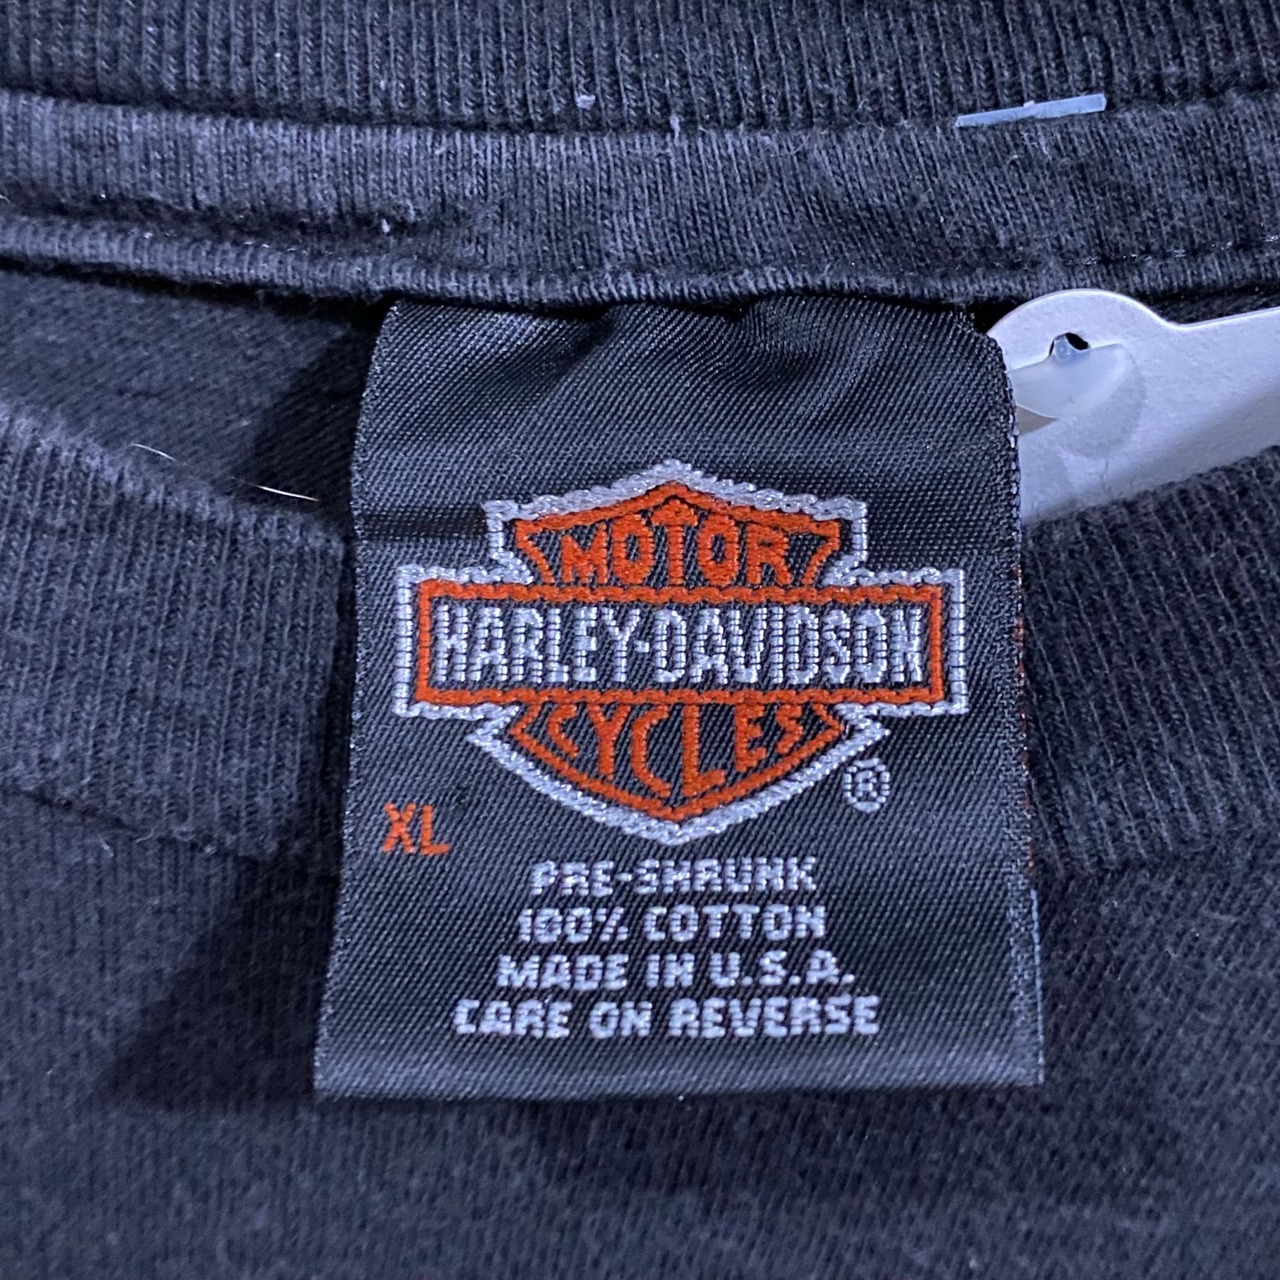 MOTOR
HARLEY-DAVIDSON
CYCLES
®
XL
PRE-SHRUNK
100% COTTON
MADE IN U.S.A.
CARE ON REVERSE